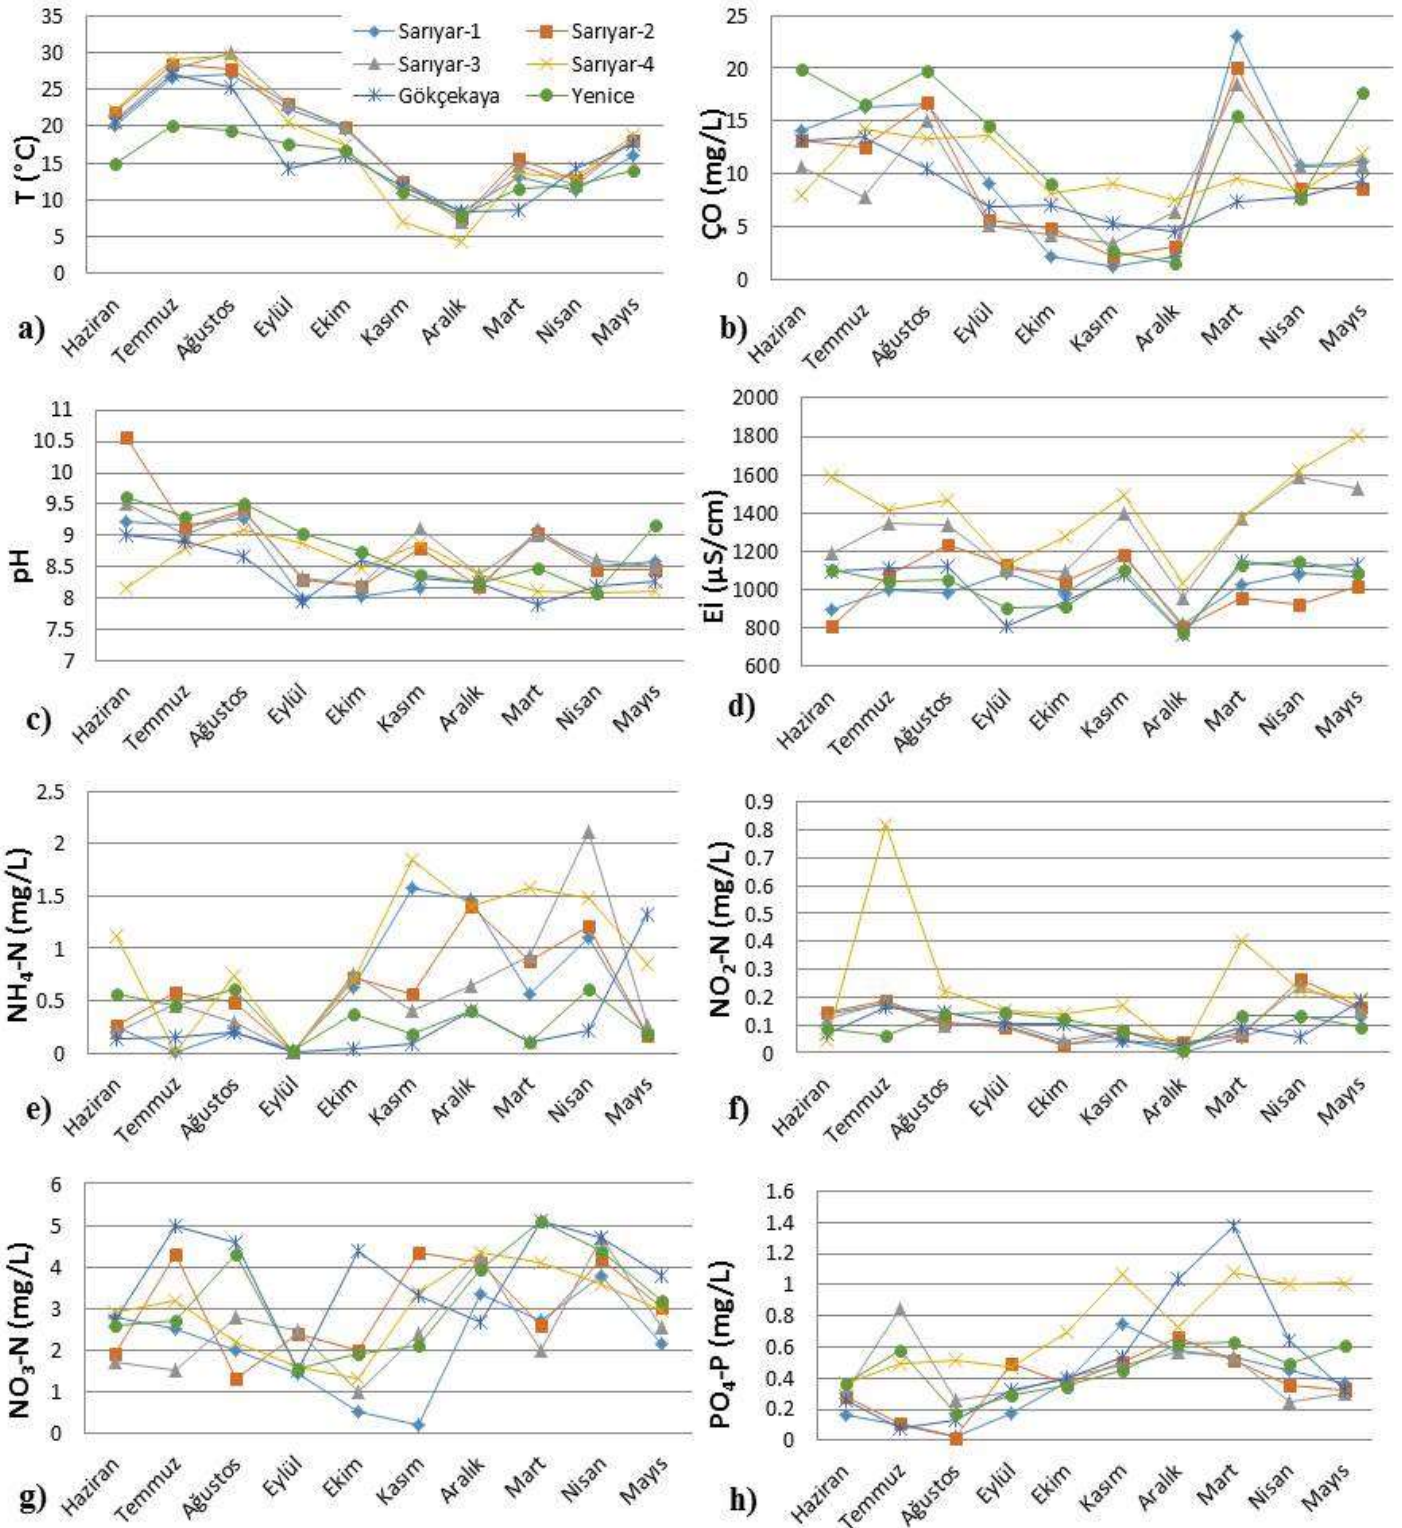 35
30
25
20
15
10
5
0
T (°C)
Sarıyar-1
Sarıyar-2
Sarıyar-3
Sarıyar-4
Gökçekaya
Yenice
Haziran
Temmuz
Ağustos
Eylül
Ekim
Kasım
Aralık
Mart
Nisan
Mayıs
a)
25
20
15
10
5
0
ÇO (mg/L)
Haziran
Temmuz
Ağustos
Eylül
Ekim
Kasım
Aralık
Mart
Nisan
Mayıs
b)
11
10.5
10
9.5
9
8.5
8
7.5
7
pH
Haziran
Temmuz
Ağustos
Eylül
Ekim
Kasım
Aralık
Mart
Nisan
Mayıs
c)
2000
1800
1600
1400
1200
1000
800
600
Eİ (µS/cm)
Haziran
Temmuz
Ağustos
Eylül
Ekim
Kasım
Aralık
Mart
Nisan
Mayıs
d)
2.5
2
1.5
1
0.5
0
NH₄-N (mg/L)
Haziran
Temmuz
Ağustos
Eylül
Ekim
Kasım
Aralık
Mart
Nisan
Mayıs
e)
0.9
0.8
0.7
0.6
0.5
0.4
0.3
0.2
0.1
0
NO₂-N (mg/L)
Haziran
Temmuz
Ağustos
Eylül
Ekim
Kasım
Aralık
Mart
Nisan
Mayıs
f)
6
5
4
3
2
1
0
NO₃-N (mg/L)
Haziran
Temmuz
Ağustos
Eylül
Ekim
Kasım
Aralık
Mart
Nisan
Mayıs
g)
1.6
1.4
1.2
1
0.8
0.6
0.4
0.2
0
PO₄-P (mg/L)
Haziran
Temmuz
Ağustos
Eylül
Ekim
Kasım
Aralık
Mart
Nisan
Mayıs
h)